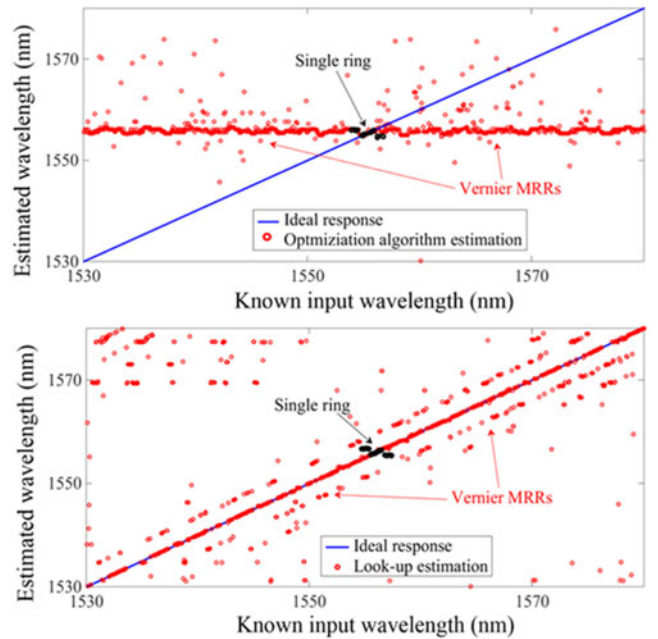 Estimated wavelength (nm)
1570
1550
1530
Single ring
Vernier MRRs
Ideal response
Optmiziation algorithm estimation
1530
1550
1570
Known input wavelength (nm)
Estimated wavelength (nm)
1570
1550
1530
Single ring
Vernier MRRs
Ideal response
Look-up estimation
1530
1550
1570
Known input wavelength (nm)